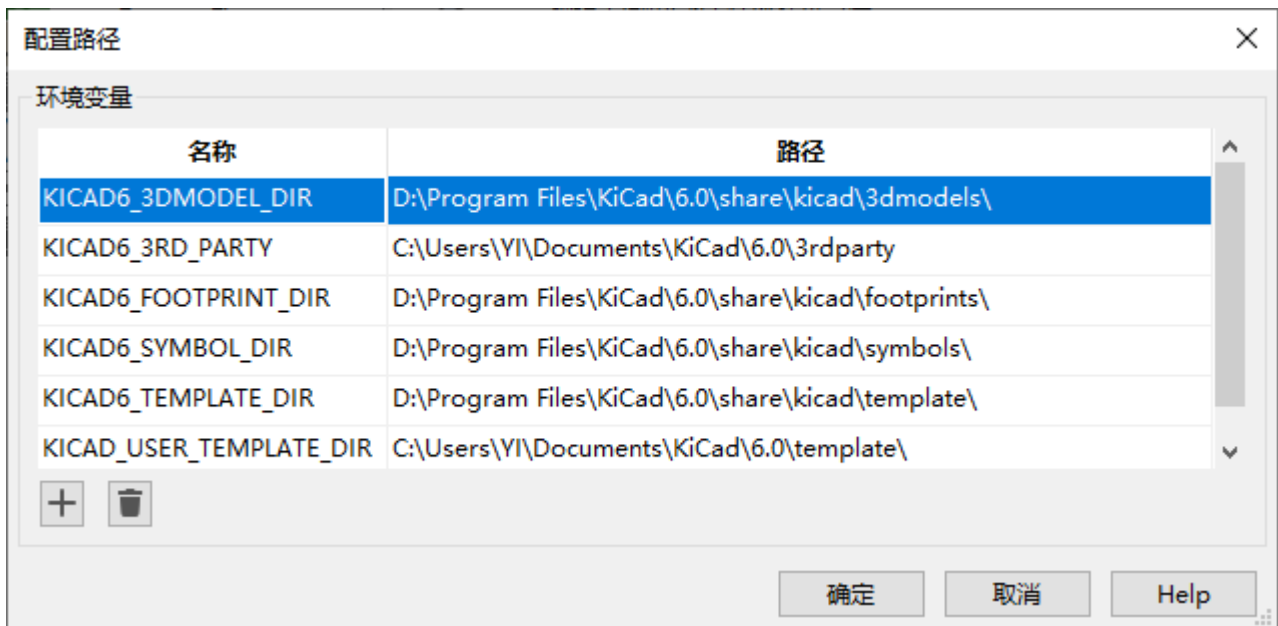 配置路径
环境变量
名称 路径
KICAD6_3DMODEL_DIR D:\Program Files\KiCad\6.0\share\kicad\3dmodels\
KICAD6_3RD_PARTY C:\Users\YI\Documents\KiCad\6.0\3rdparty
KICAD6_FOOTPRINT_DIR D:\Program Files\KiCad\6.0\share\kicad\footprints\
KICAD6_SYMBOL_DIR D:\Program Files\KiCad\6.0\share\kicad\symbols\
KICAD6_TEMPLATE_DIR D:\Program Files\KiCad\6.0\share\kicad\template\
KICAD_USER_TEMPLATE_DIR C:\Users\YI\Documents\KiCad\6.0\template\
确定 取消 Help